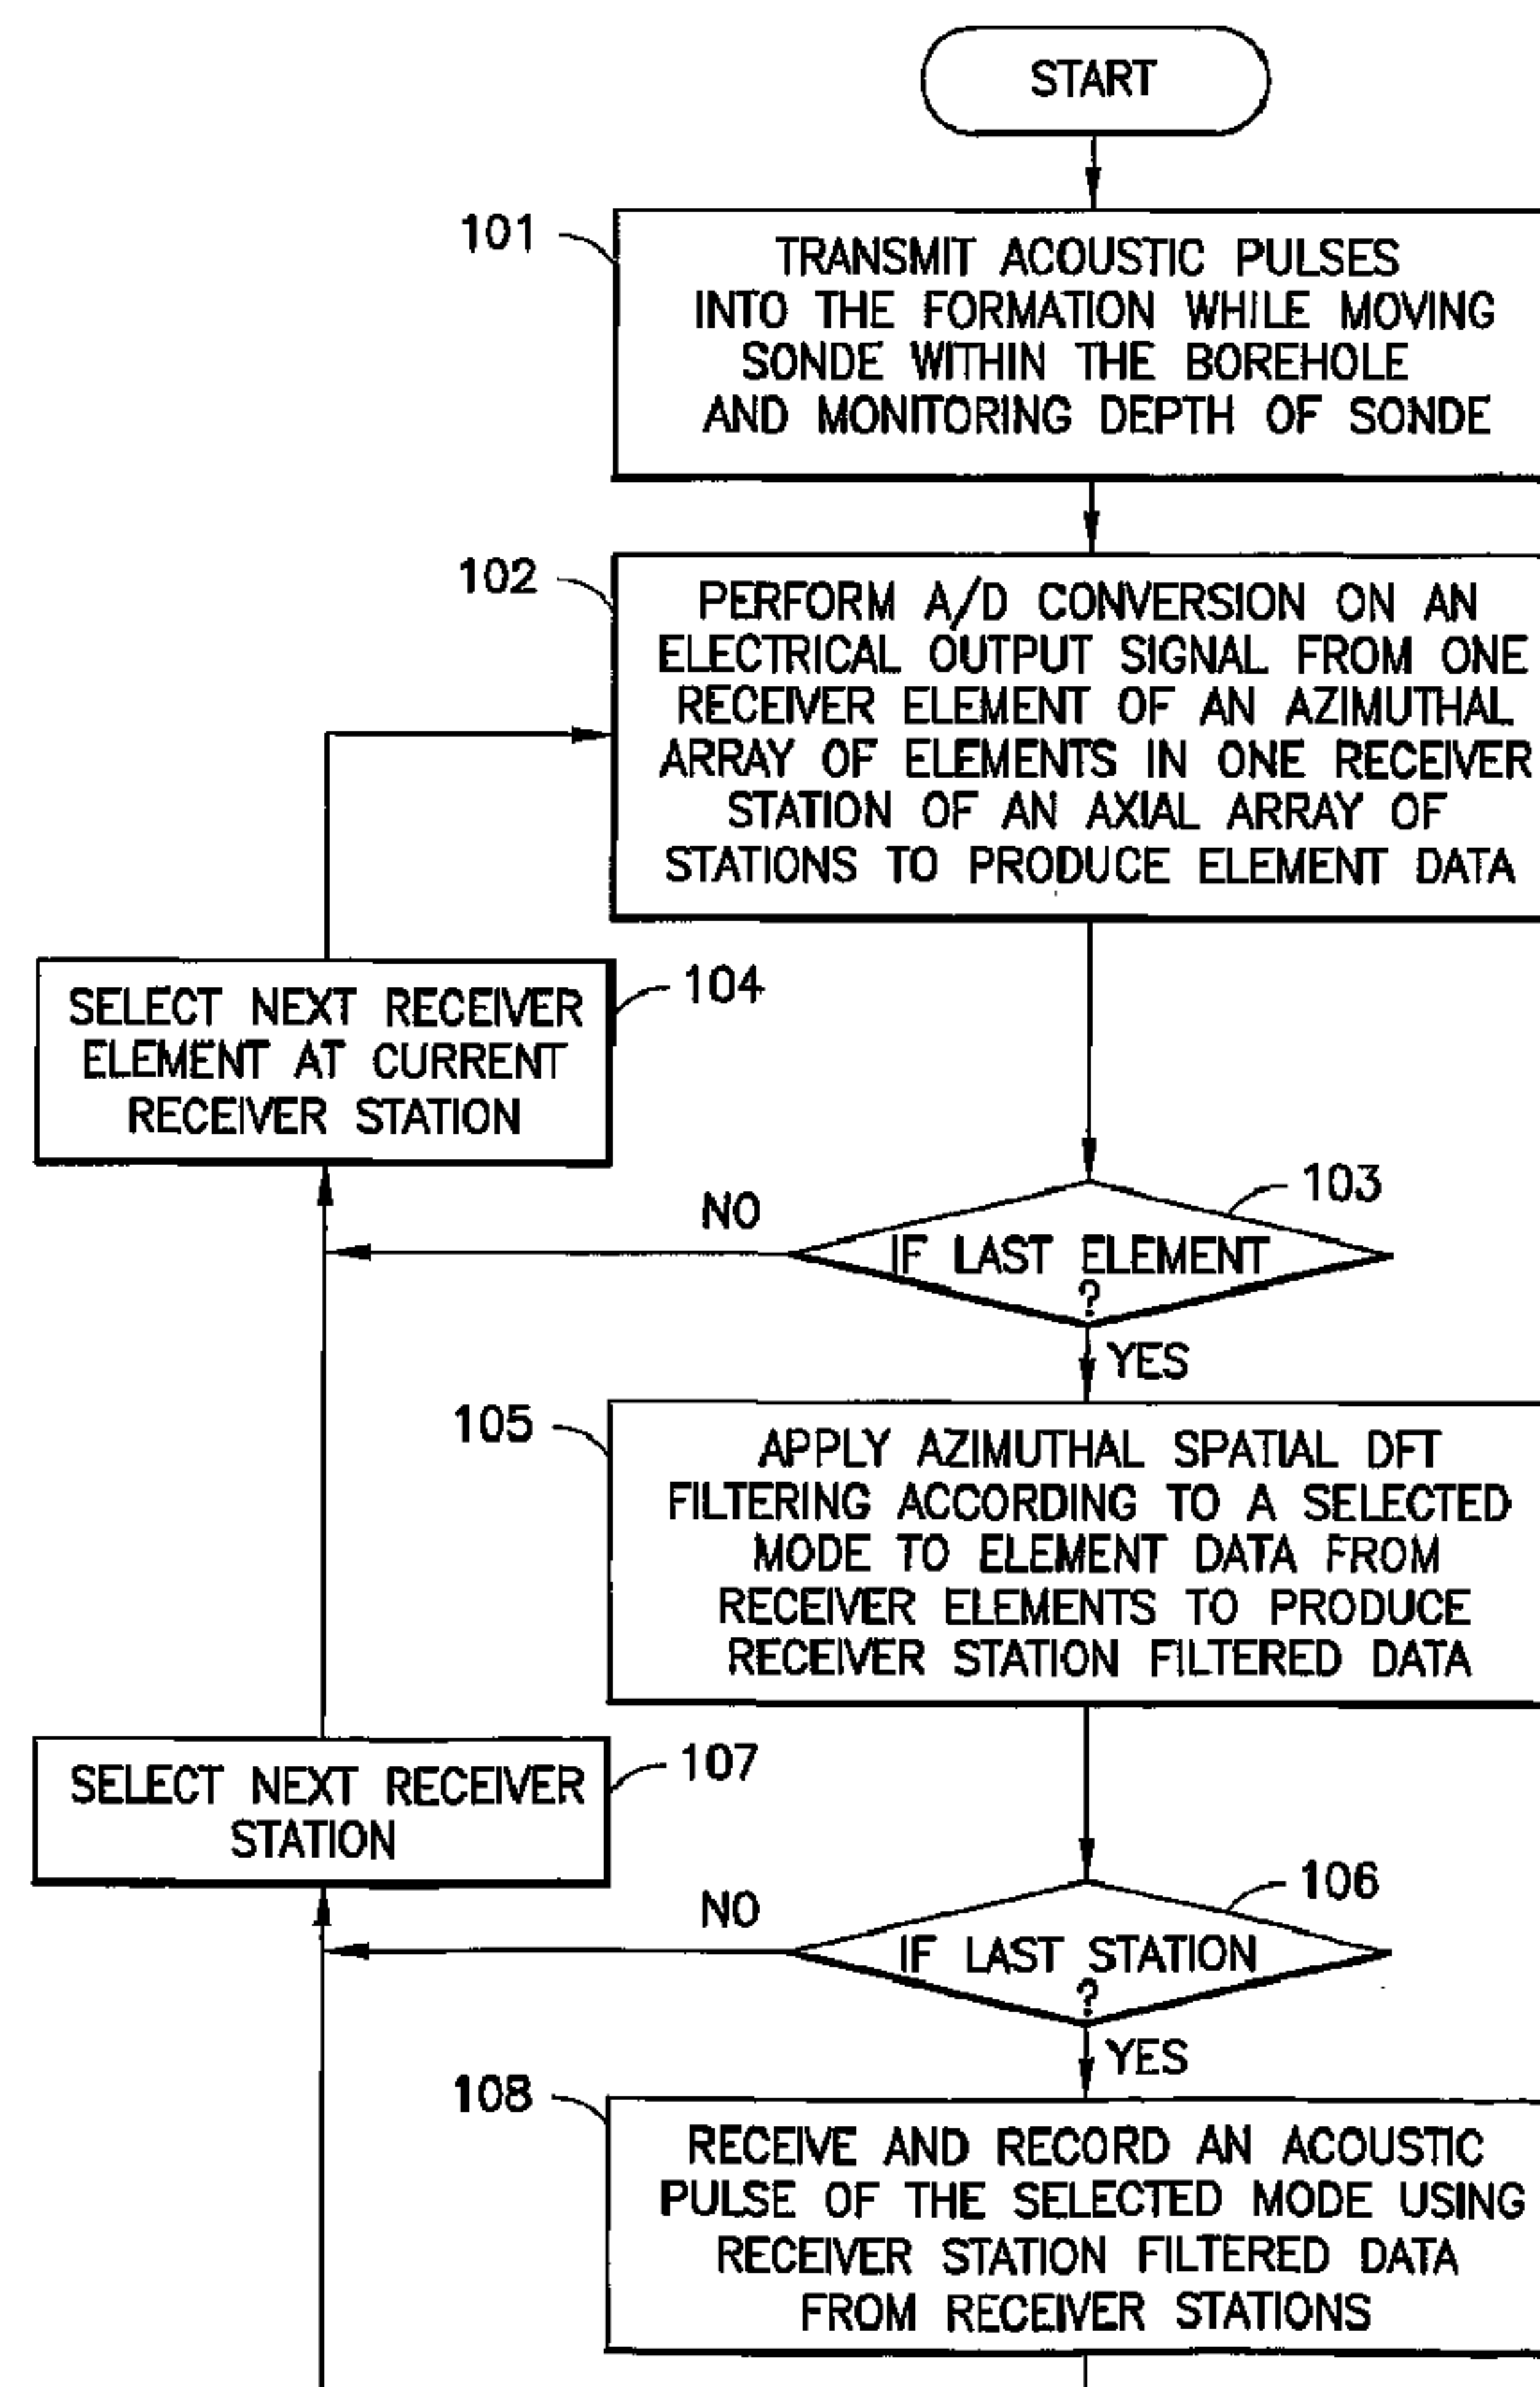 START
101
TRANSMIT ACOUSTIC PULSES
INTO THE FORMATION WHILE MOVING
SONDE WITHIN THE BOREHOLE
AND MONITORING DEPTH OF SONDE
102
PERFORM A/D CONVERSION ON AN
ELECTRICAL OUTPUT SIGNAL FROM ONE
RECEIVER ELEMENT OF AN AZIMUTHAL
ARRAY OF ELEMENTS IN ONE RECEIVER
STATION OF AN AXIAL ARRAY OF
STATIONS TO PRODUCE ELEMENT DATA
104
SELECT NEXT RECEIVER
ELEMENT AT CURRENT
RECEIVER STATION
103
NO
IF LAST ELEMENT
?
YES
105
APPLY AZIMUTHAL SPATIAL DFT
FILTERING ACCORDING TO A SELECTED
MODE TO ELEMENT DATA FROM
RECEIVER ELEMENTS TO PRODUCE
RECEIVER STATION FILTERED DATA
107
SELECT NEXT RECEIVER
STATION
106
NO
IF LAST STATION
?
YES
108
RECEIVE AND RECORD AN ACOUSTIC
PULSE OF THE SELECTED MODE USING
RECEIVER STATION FILTERED DATA
FROM RECEIVER STATIONS